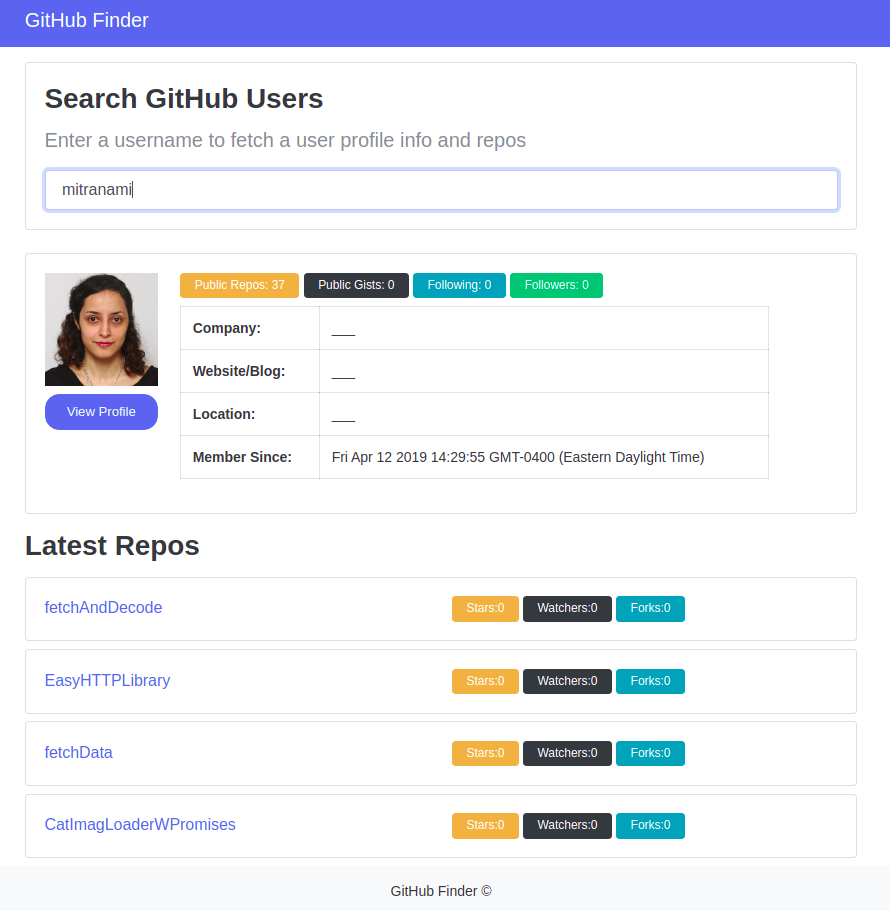 GitHub Finder
Search GitHub Users
Enter a username to fetch a user profile info and repos
mitranami
Public Repos: 37 Public Gists: 0 Following: 0 Followers: 0
Company: ___
Website/Blog: ___
Location: ___
Member Since: Fri Apr 12 2019 14:29:55 GMT-0400 (Eastern Daylight Time)
View Profile
Latest Repos
fetchAndDecode Stars:0 Watchers:0 Forks:0
EasyHTTPLibrary Stars:0 Watchers:0 Forks:0
fetchData Stars:0 Watchers:0 Forks:0
CatImagLoaderWPromises Stars:0 Watchers:0 Forks:0
GitHub Finder ©